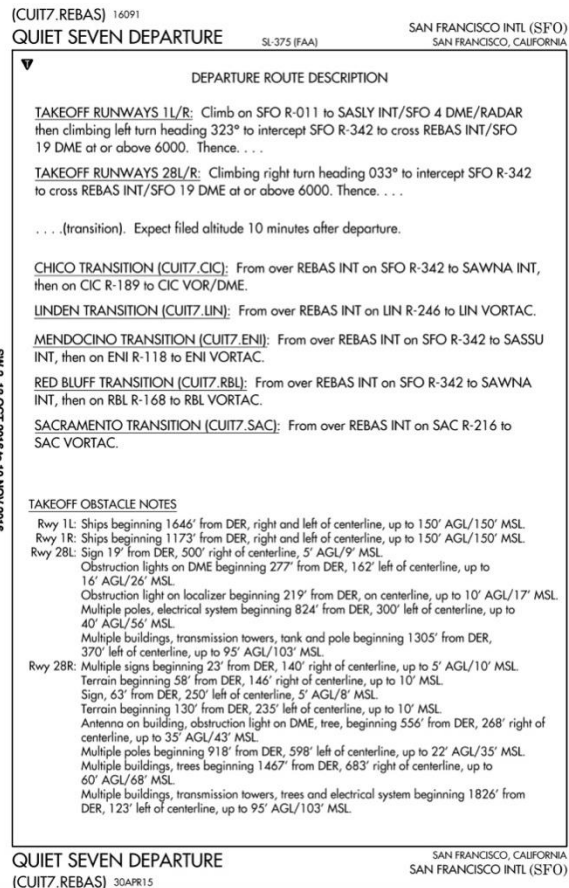 (CUIT7.REBAS) 16091
QUIET SEVEN DEPARTURE
SL-375 (FAA)
SAN FRANCISCO INTL (SFO)
SAN FRANCISCO, CALIFORNIA
T
DEPARTURE ROUTE DESCRIPTION
TAKEOFF RUNWAYS 1L/R: Climb on SFO R-011 to SASLY INT/SFO 4 DME/RADAR
then climbing left turn heading 323° to intercept SFO R-342 to cross REBAS INT/SFO
19 DME at or above 6000. Thence. . . .
TAKEOFF RUNWAYS 28L/R: Climbing right turn heading 033° to intercept SFO R-342
to cross REBAS INT/SFO 19 DME at or above 6000. Thence. . . .
. . . .(transition). Expect filed altitude 10 minutes after departure.
CHICO TRANSITION (CUIT7.CIC): From over REBAS INT on SFO R-342 to SAWNA INT,
then on CIC R-189 to CIC VOR/DME.
LINDEN TRANSITION (CUIT7.LIN): From over REBAS INT on LIN R-246 to LIN VORTAC.
MENDOCINO TRANSITION (CUIT7.ENI): From over REBAS INT on SFO R-342 to SASSU
INT, then on ENI R-118 to ENI VORTAC.
RED BLUFF TRANSITION (CUIT7.RBL): From over REBAS INT on SFO R-342 to SAWNA
INT, then on RBL R-168 to RBL VORTAC.
SACRAMENTO TRANSITION (CUIT7.SAC): From over REBAS INT on SAC R-216 to
SAC VORTAC.
TAKEOFF OBSTACLE NOTES
Rwy 1L: Ships beginning 1646' from DER, right and left of centerline, up to 150' AGL/150' MSL.
Rwy 1R: Ships beginning 1173' from DER, right and left of centerline, up to 150' AGL/150' MSL.
Rwy 28L: Sign 19' from DER, 500' right of centerline, 5' AGL/9' MSL.
Obstruction lights on DME beginning 277' from DER, 162' left of centerline, up to
16' AGL/26' MSL.
Obstruction light on localizer beginning 219' from DER, on centerline, up to 10' AGL/17' MSL.
Multiple poles, electrical system beginning 824' from DER, 300' left of centerline, up to
40' AGL/56' MSL.
Multiple buildings, transmission towers, tank and pole beginning 1305' from DER,
370' left of centerline, up to 95' AGL/103' MSL.
Rwy 28R: Multiple signs beginning 23' from DER, 140' right of centerline, up to 5' AGL/10' MSL.
Terrain beginning 58' from DER, 146' right of centerline, up to 10' MSL.
Sign, 63' from DER, 250' left of centerline, 5' AGL/8' MSL.
Terrain beginning 130' from DER, 235' left of centerline, up to 10' MSL.
Antenna on building, obstruction light on DME, tree, beginning 556' from DER, 268' right of
centerline, up to 35' AGL/43' MSL.
Multiple poles beginning 918' from DER, 598' left of centerline, up to 22' AGL/35' MSL.
Multiple buildings, trees beginning 1467' from DER, 683' right of centerline, up to
60' AGL/68' MSL.
Multiple buildings, transmission towers, trees and electrical system beginning 1826' from
DER, 123' left of centerline, up to 95' AGL/103' MSL.
QUIET SEVEN DEPARTURE
(CUIT7.REBAS) 30APR15
SAN FRANCISCO, CALIFORNIA
SAN FRANCISCO INTL (SFO)